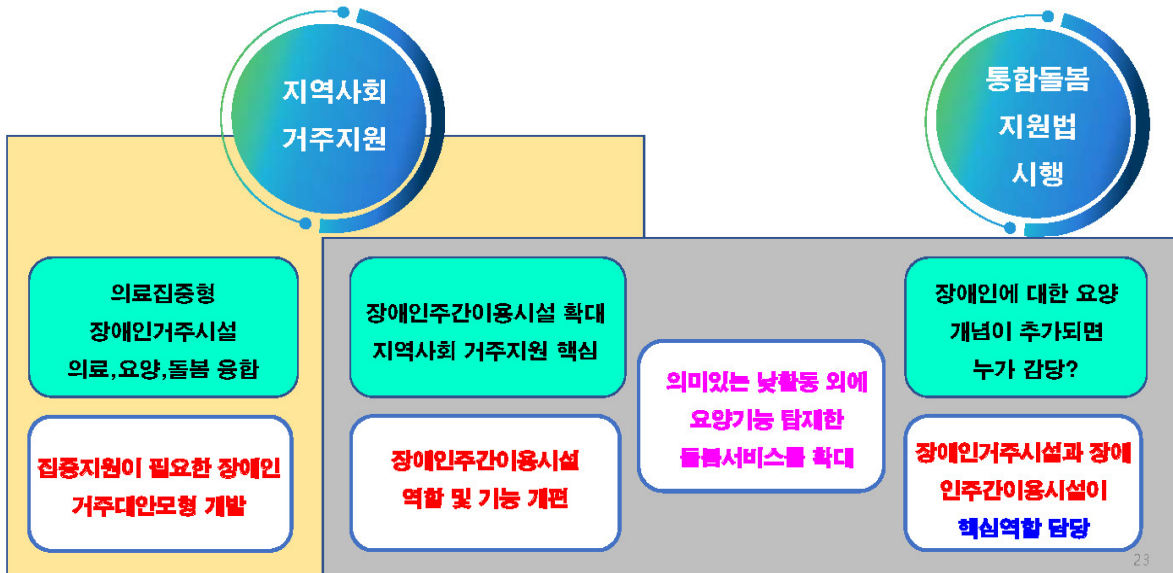 지역사회
거주지원
통합돌봄
지원법
시행
의료집중형
장애인거주시설
의료,요양,돌봄 융합
집중지원이 필요한 장애인
거주대안모형 개발
장애인주간이용시설 확대
지역사회 거주지원 핵심
장애인주간이용시설
역할 및 기능 개편
의미있는 낮활동 외에
요양기능 탑재한
돌봄서비스를 확대
장애인에 대한 요양
개념이 추가되면
누가 감당?
장애인거주시설과 장애
인주간이용시설이
핵심역할 담당
23